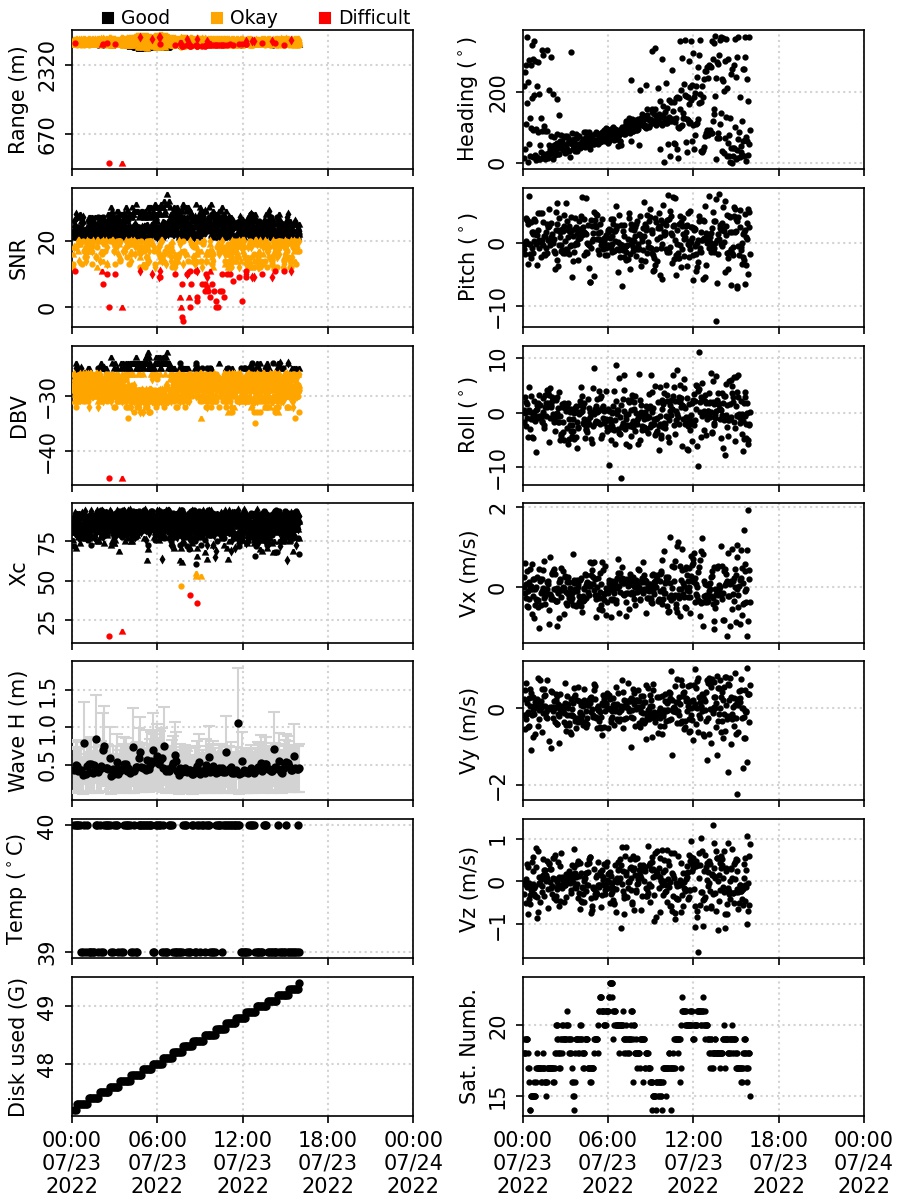 Good Okay Difficult
Range (m)
2320
670
Heading (°)
200
0
SNR
20
0
Pitch (°)
0
−10
DBV
−30
−40
Roll (°)
10
0
−10
Xc
75
50
25
Vx (m/s)
2
0
Wave H (m)
1.5
1.0
0.5
Vy (m/s)
0
−2
Temp (°C)
40
39
Vz (m/s)
1
0
−1
Disk used (G)
49
48
Sat. Numb.
20
15
00:00 06:00 12:00 18:00 00:00
07/23 07/23 07/23 07/23 07/24
2022 2022 2022 2022 2022
00:00 06:00 12:00 18:00 00:00
07/23 07/23 07/23 07/23 07/24
2022 2022 2022 2022 2022